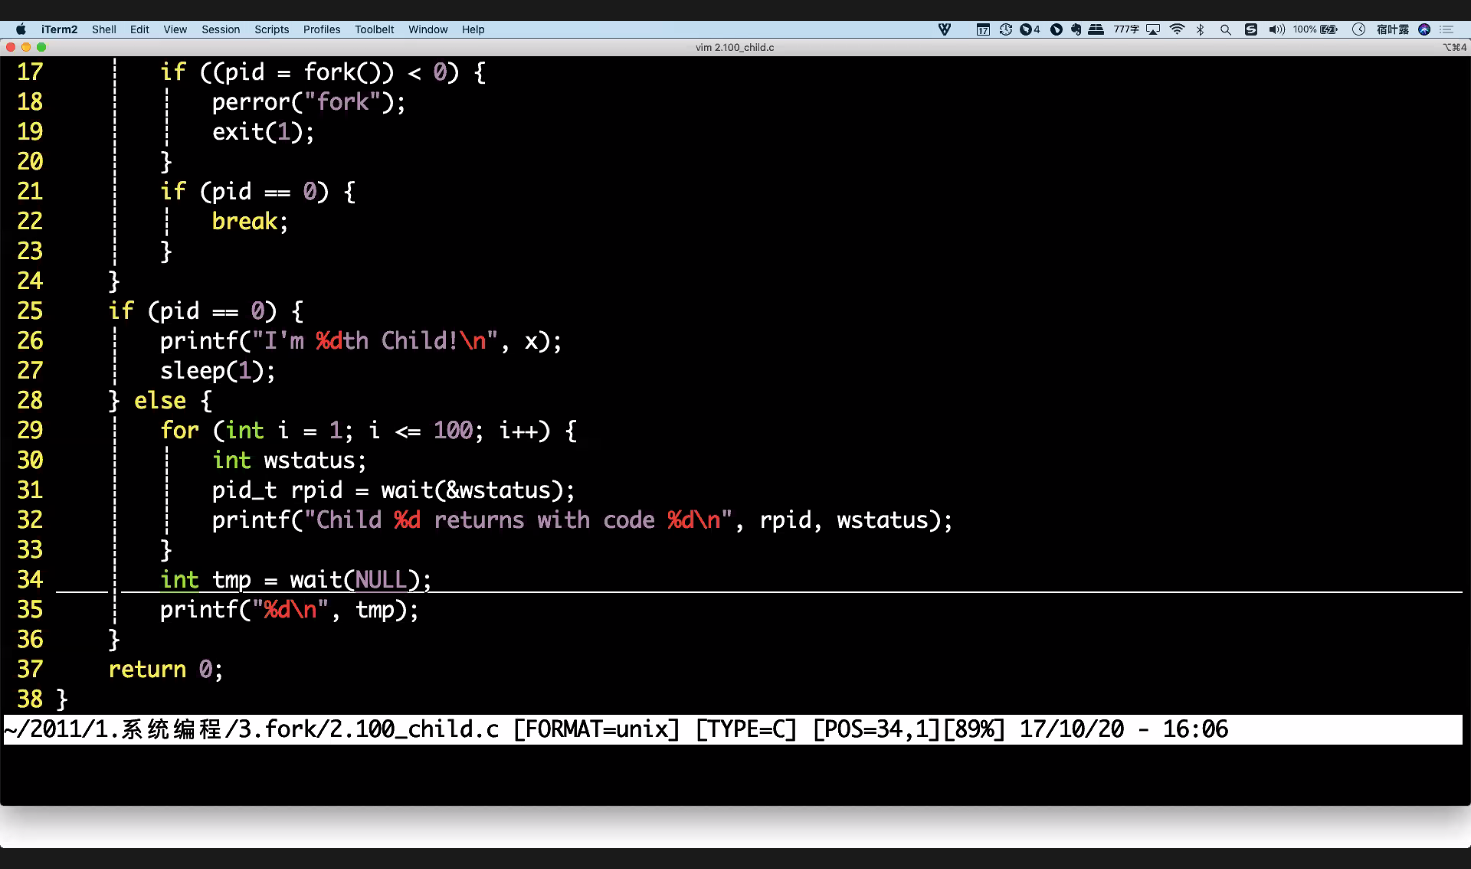 iTerm2 Shell Edit View Session Scripts Profiles Toolbelt Window Help 17 4 777字 100% 宿叶露
vim 2.100_child.c ⌥⌘4
17 if ((pid = fork()) < 0) {
18 perror("fork");
19 exit(1);
20 }
21 if (pid == 0) {
22 break;
23 }
24 }
25 if (pid == 0) {
26 printf("I'm %dth Child!\n", x);
27 sleep(1);
28 } else {
29 for (int i = 1; i <= 100; i++) {
30 int wstatus;
31 pid_t rpid = wait(&wstatus);
32 printf("Child %d returns with code %d\n", rpid, wstatus);
33 }
34 int tmp = wait(NULL);
35 printf("%d\n", tmp);
36 }
37 return 0;
38 }
~/2011/1.系统编程/3.fork/2.100_child.c [FORMAT=unix] [TYPE=C] [POS=34,1][89%] 17/10/20 - 16:06